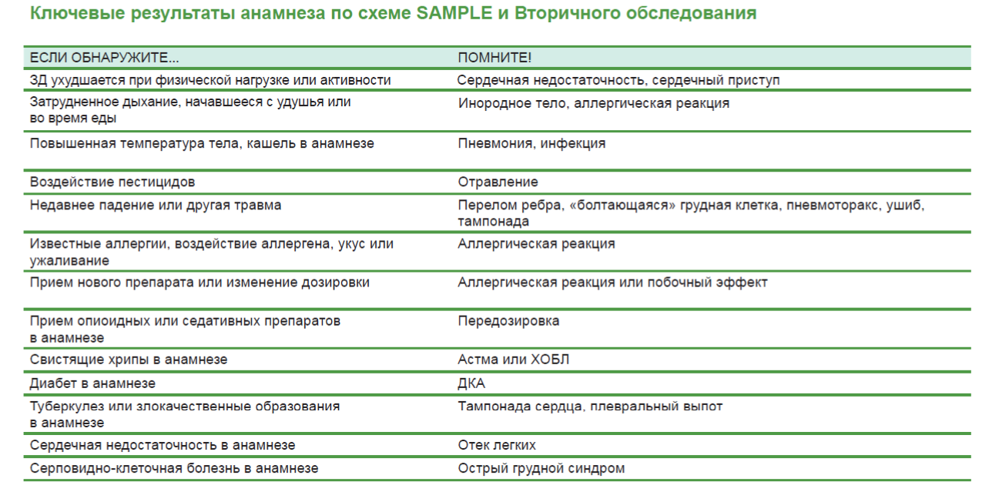 Ключевые результаты анамнеза по схеме SAMPLE и Вторичного обследования
ЕСЛИ ОБНАРУЖИТЕ... ПОМНИТЕ!
ЗД ухудшается при физической нагрузке или активности Сердечная недостаточность, сердечный приступ
Затрудненное дыхание, начавшееся с удушья или
во время еды
Инородное тело, аллергическая реакция
Повышенная температура тела, кашель в анамнезе Пневмония, инфекция
Воздействие пестицидов Отравление
Недавнее падение или другая травма
Перелом ребра, «болтающаяся» грудная клетка, пневмоторакс, ушиб,
тампонада
Известные аллергии, воздействие аллергена, укус или
ужаливание
Аллергическая реакция
Прием нового препарата или изменение дозировки Аллергическая реакция или побочный эффект
Прием опиоидных или седативных препаратов
в анамнезе
Передозировка
Свистящие хрипы в анамнезе Астма или ХОБЛ
Диабет в анамнезе ДКА
Туберкулез или злокачественные образования
в анамнезе
Тампонада сердца, плевральный выпот
Сердечная недостаточность в анамнезе Отек легких
Серповидно-клеточная болезнь в анамнезе Острый грудной синдром